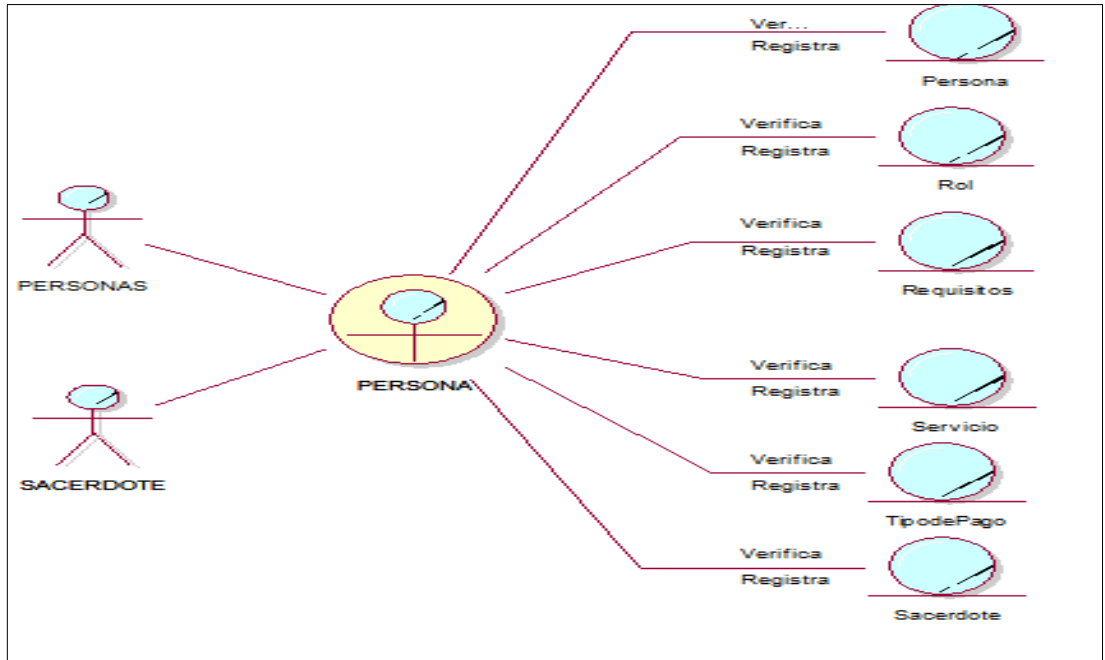 Ver...
Registra
Persona
Verifica
Registra
Rol
Verifica
Registra
Requisitos
PERSONAS
PERSONA
Verifica
Registra
Servicio
SACERDOTE
Verifica
Registra
TipodePago
Verifica
Registra
Sacerdote